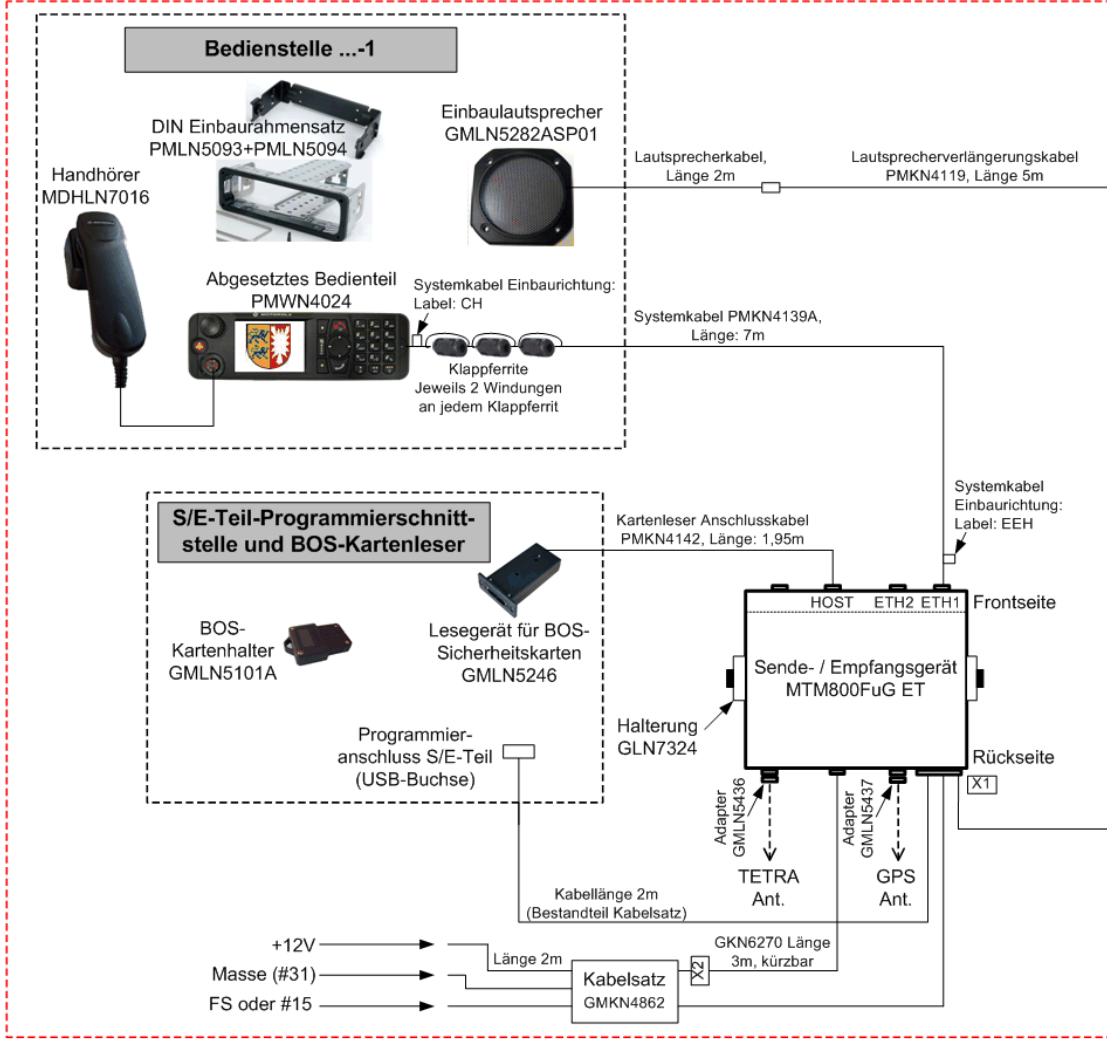 Bedienstelle ...-1
DIN Einbaurahmensatz
PMLN5093+PMLN5094
Einbaulautsprecher
GMLN5282ASP01
Handhörer
MDHLN7016
Lautsprecherkabel,
Länge 2m
Lautsprecherverlängerungskabel
PMKN4119, Länge 5m
Abgesetztes Bedienteil
PMWN4024
Systemkabel Einbaurichtung:
Label: CH
Systemkabel PMKN4139A,
Länge: 7m
Klappferrite
Jeweils 2 Windungen
an jedem Klappferrit
S/E-Teil-Programmierschnitt-
stelle und BOS-Kartenleser
Kartenleser Anschlusskabel
PMKN4142, Länge: 1,95m
Systemkabel
Einbaurichtung:
Label: EEH
BOS-
Kartenhalter
GMLN5101A
Lesegerät für BOS-
Sicherheitskarten
GMLN5246
HOST ETH2 ETH1
Frontseite
Sende- / Empfangsgerät
MTM800FuG ET
Halterung
GLN7324
Rückseite
X1
Programmier-
anschluss S/E-Teil
(USB-Buchse)
Adapter
GMLN5436
Adapter
GMLN5437
TETRA
Ant.
GPS
Ant.
Kabellänge 2m
(Bestandteil Kabelsatz)
+12V
Länge 2m
Masse (#31)
FS oder #15
Kabelsatz
GMKN4862
X2
GKN6270 Länge
3m, kürzbar